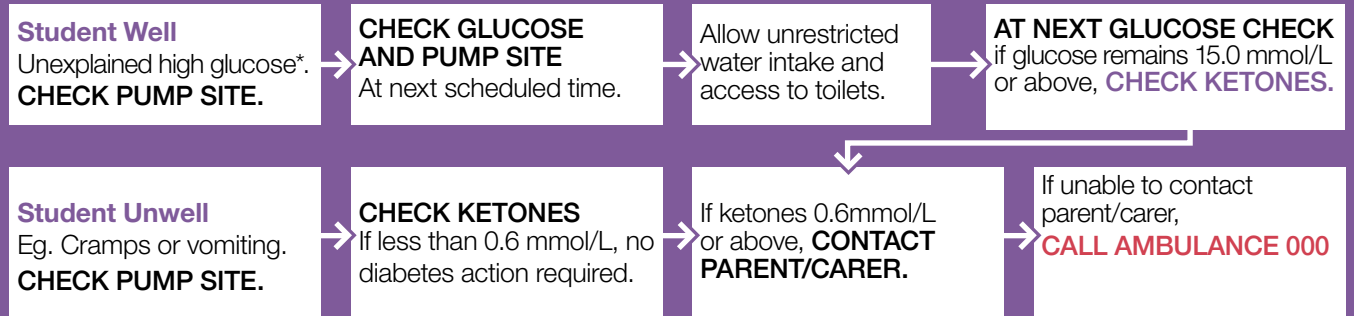 Student Well
Unexplained high glucose*.
CHECK PUMP SITE.
CHECK GLUCOSE
AND PUMP SITE
At next scheduled time.
Allow unrestricted
water intake and
access to toilets.
AT NEXT GLUCOSE CHECK
if glucose remains 15.0 mmol/L
or above, CHECK KETONES.
Student Unwell
Eg. Cramps or vomiting.
CHECK PUMP SITE.
CHECK KETONES
If less than 0.6 mmol/L, no
diabetes action required.
If ketones 0.6mmol/L
or above, CONTACT
PARENT/CARER.
If unable to contact
parent/carer,
CALL AMBULANCE 000